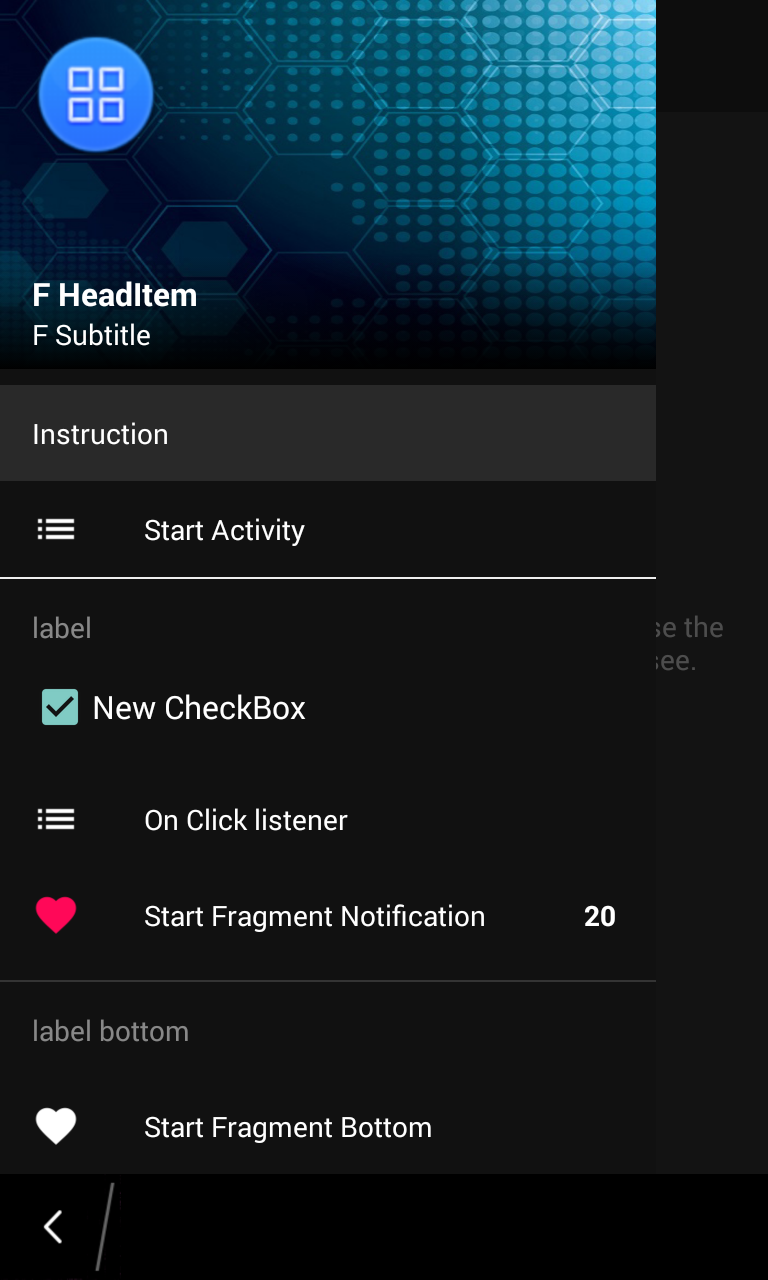 F HeadItem
F Subtitle
Instruction
Start Activity
label
se the
see.
New CheckBox
On Click listener
Start Fragment Notification 20
label bottom
Start Fragment Bottom